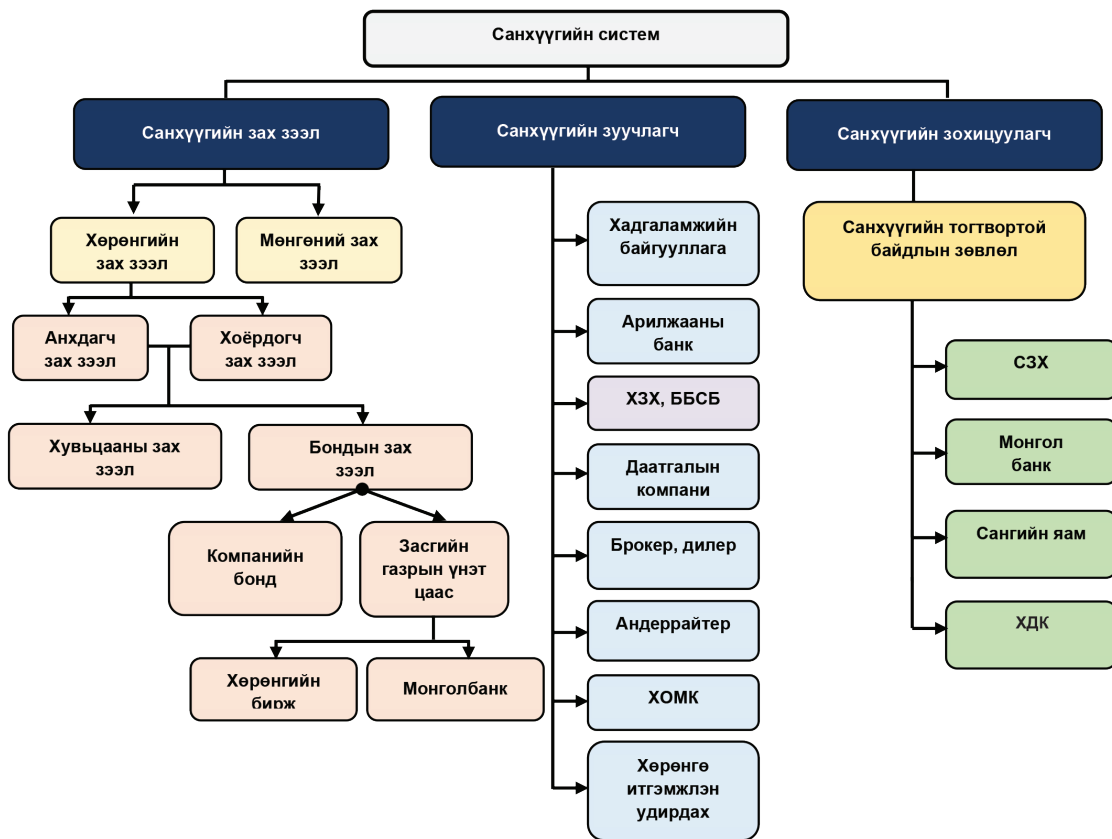 Санхүүгийн систем
Санхүүгийн зах зээл
Санхүүгийн зуучлагч
Санхүүгийн зохицуулагч
Хөрөнгийн
зах зээл
Мөнгөний зах
зээл
Анхдагч
зах зээл
Хоёрдогч
зах зээл
Хувьцааны зах
зээл
Бондын зах
зээл
Компанийн
бонд
Засгийн
газрын үнэт
цаас
Хөрөнгийн
бирж
Монголбанк
Хадгаламжийн
байгууллага
Арилжааны
банк
ХЗХ, ББСБ
Даатгалын
компани
Брокер, дилер
Андеррайтер
ХОМК
Хөрөнгө
итгэмжлэн
удирдах
Санхүүгийн тогтвортой
байдлын зөвлөл
СЗХ
Монгол
банк
Сангийн яам
ХДК